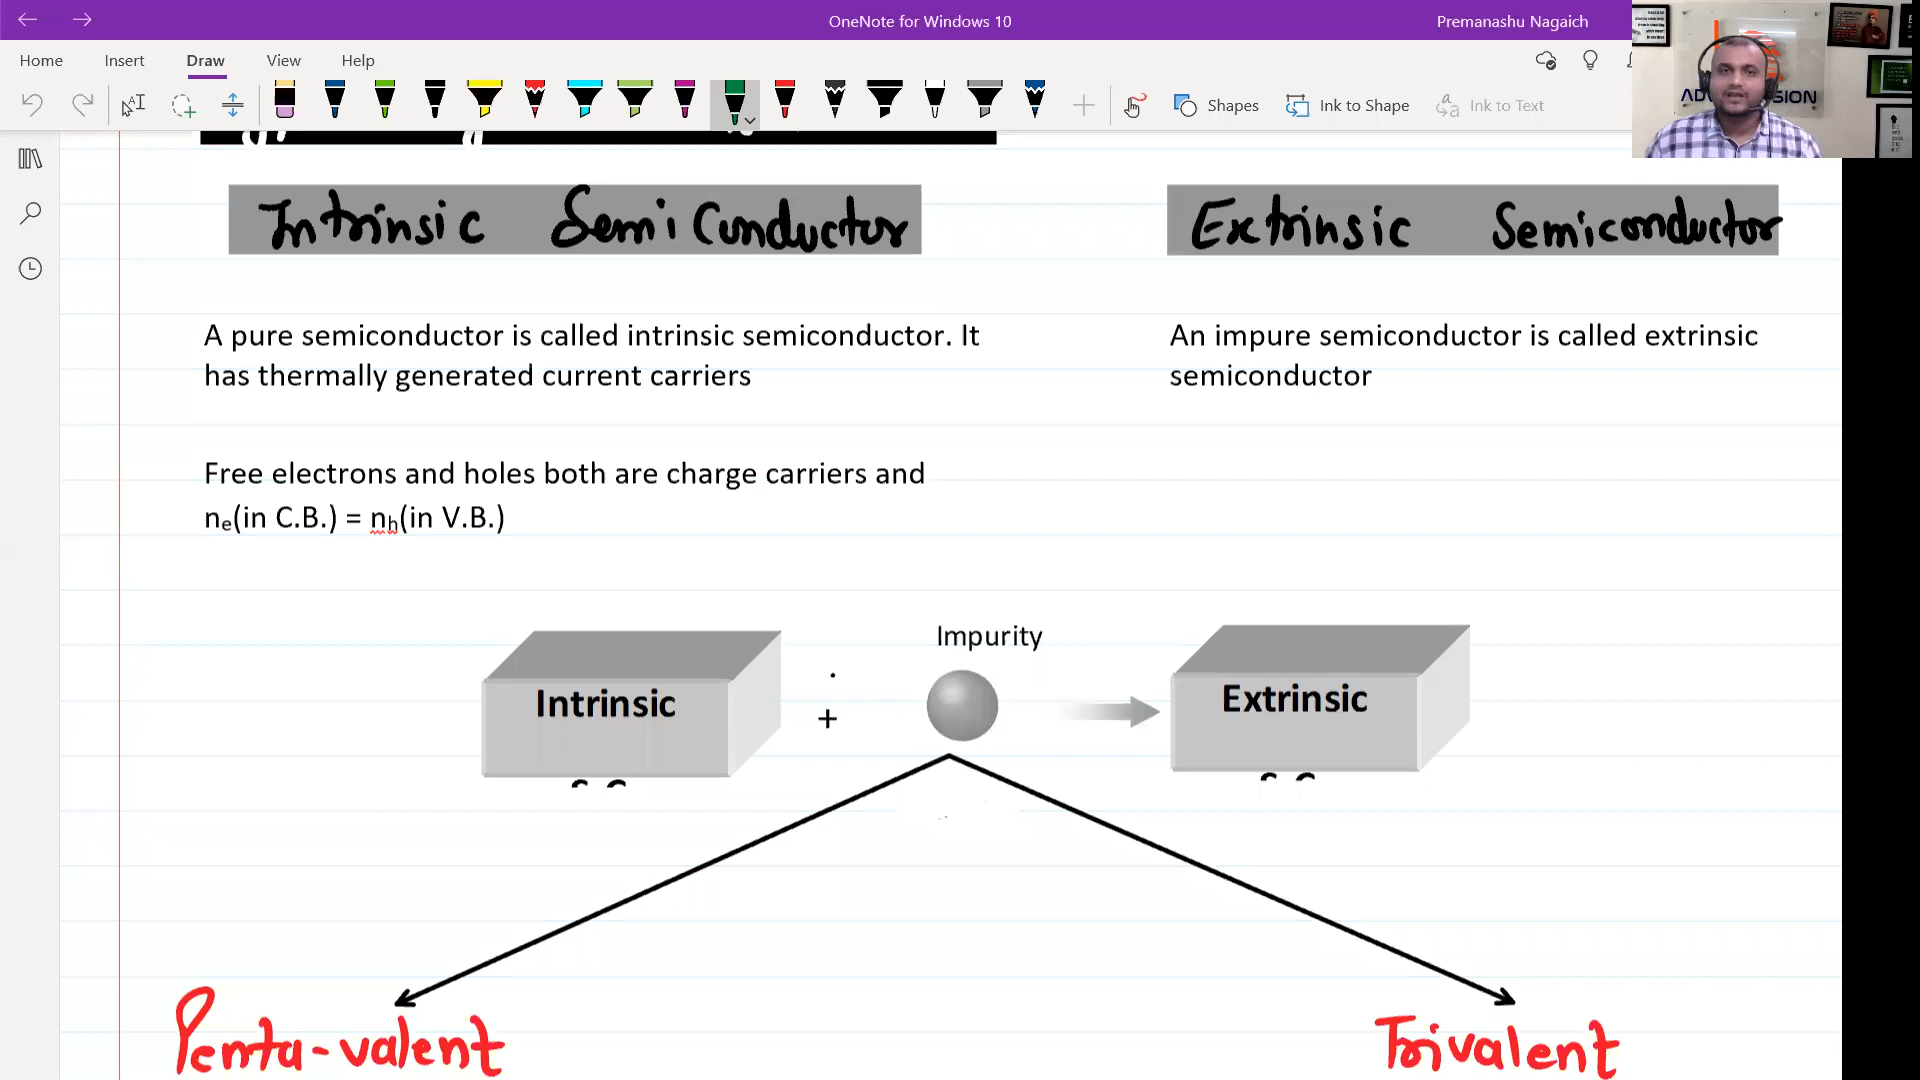 OneNote for Windows 10
Premanashu Nagaich
Home
Insert
Draw
View
Help
Shapes
Ink to Shape
Ink to Text
Intrinsic SemiConductor
Extrinsic Semiconductor
A pure semiconductor is called intrinsic semiconductor. It
has thermally generated current carriers
An impure semiconductor is called extrinsic
semiconductor
Free electrons and holes both are charge carriers and
nₑ(in C.B.) = nₕ(in V.B.)
Impurity
Intrinsic
+
Extrinsic
Penta-valent
Trivalent